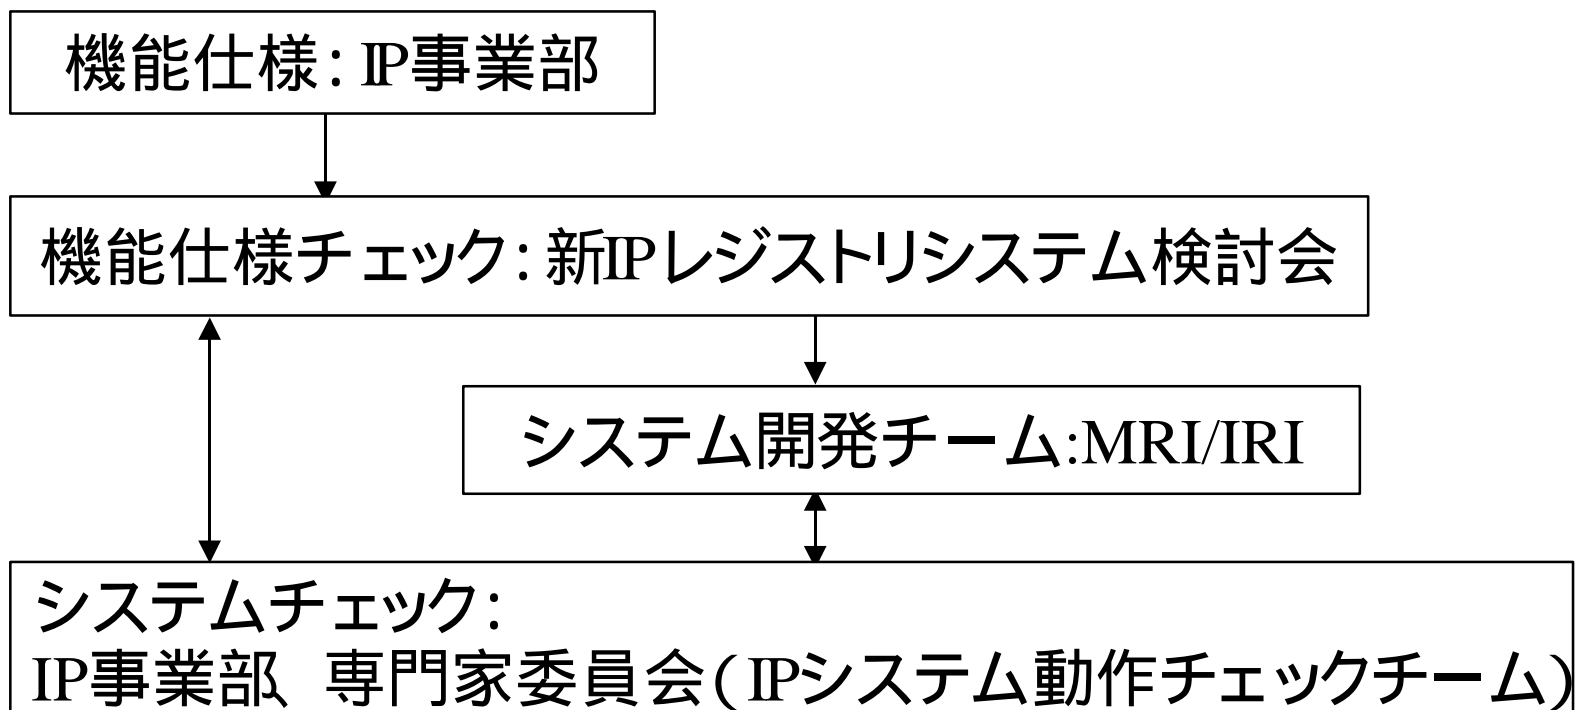 機能仕様：IP事業部
機能仕様チェック：新IPレジストリシステム検討会
システム開発チーム:MRI/IRI
システムチェック：
IP事業部、専門家委員会(IPシステム動作チェックチーム)